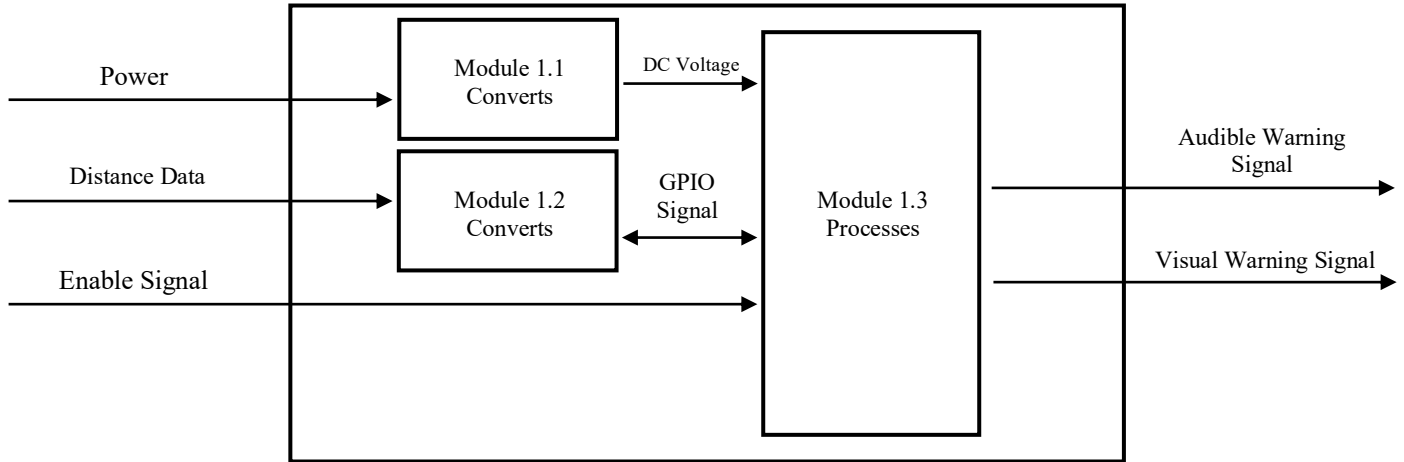 Power
Distance Data
Enable Signal
Module 1.1
Converts
Module 1.2
Converts
DC Voltage
GPIO
Signal
Module 1.3
Processes
Audible Warning
Signal
Visual Warning Signal